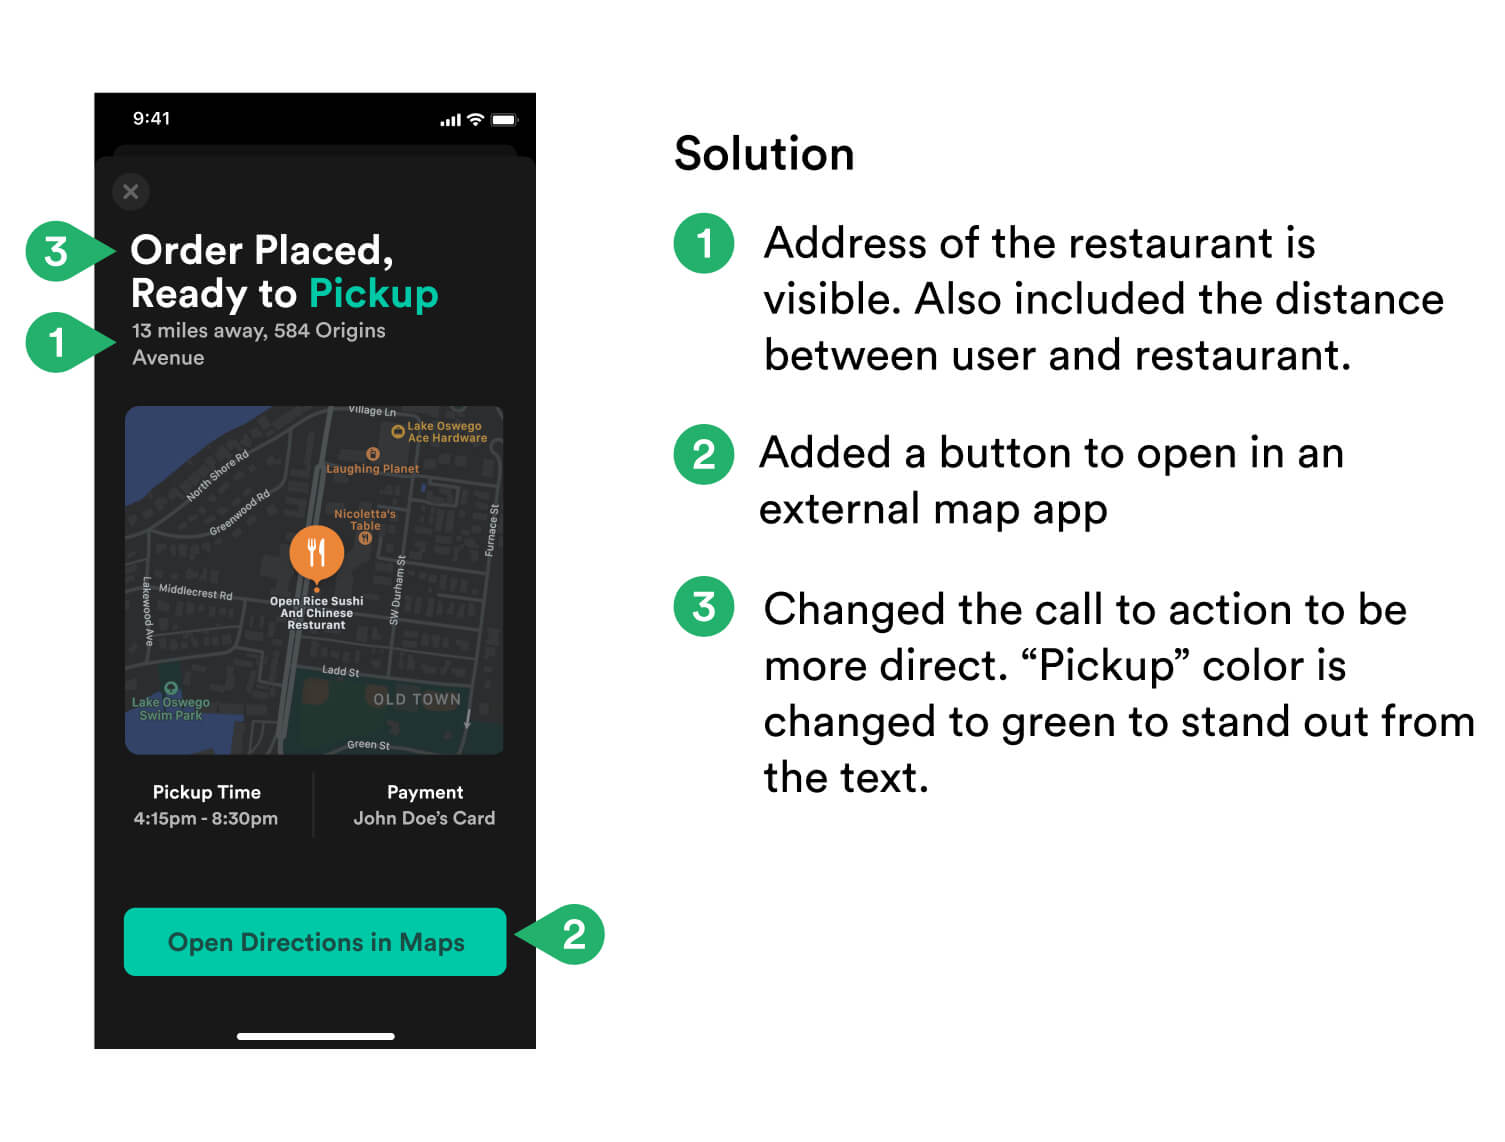 9:41
3
Order Placed,
Ready to Pickup
1
13 miles away, 584 Origins
Avenue
Village Ln
Lake Oswego
Ace Hardware
North Shore Rd
Laughing Planet
Greenwood Rd
Nicoletta's
Table
Furnace St
Lakewood Ave
Middlecrest Rd
SW Durham St
Open Rice Sushi
And Chinese
Resturant
Ladd St
Lake Oswego
Swim Park
OLD TOWN
Green St
Pickup Time
4:15pm - 8:30pm
Payment
John Doe’s Card
Open Directions in Maps
2
Solution
1
Address of the restaurant is
visible. Also included the distance
between user and restaurant.
2
Added a button to open in an
external map app
3
Changed the call to action to be
more direct. “Pickup” color is
changed to green to stand out from
the text.